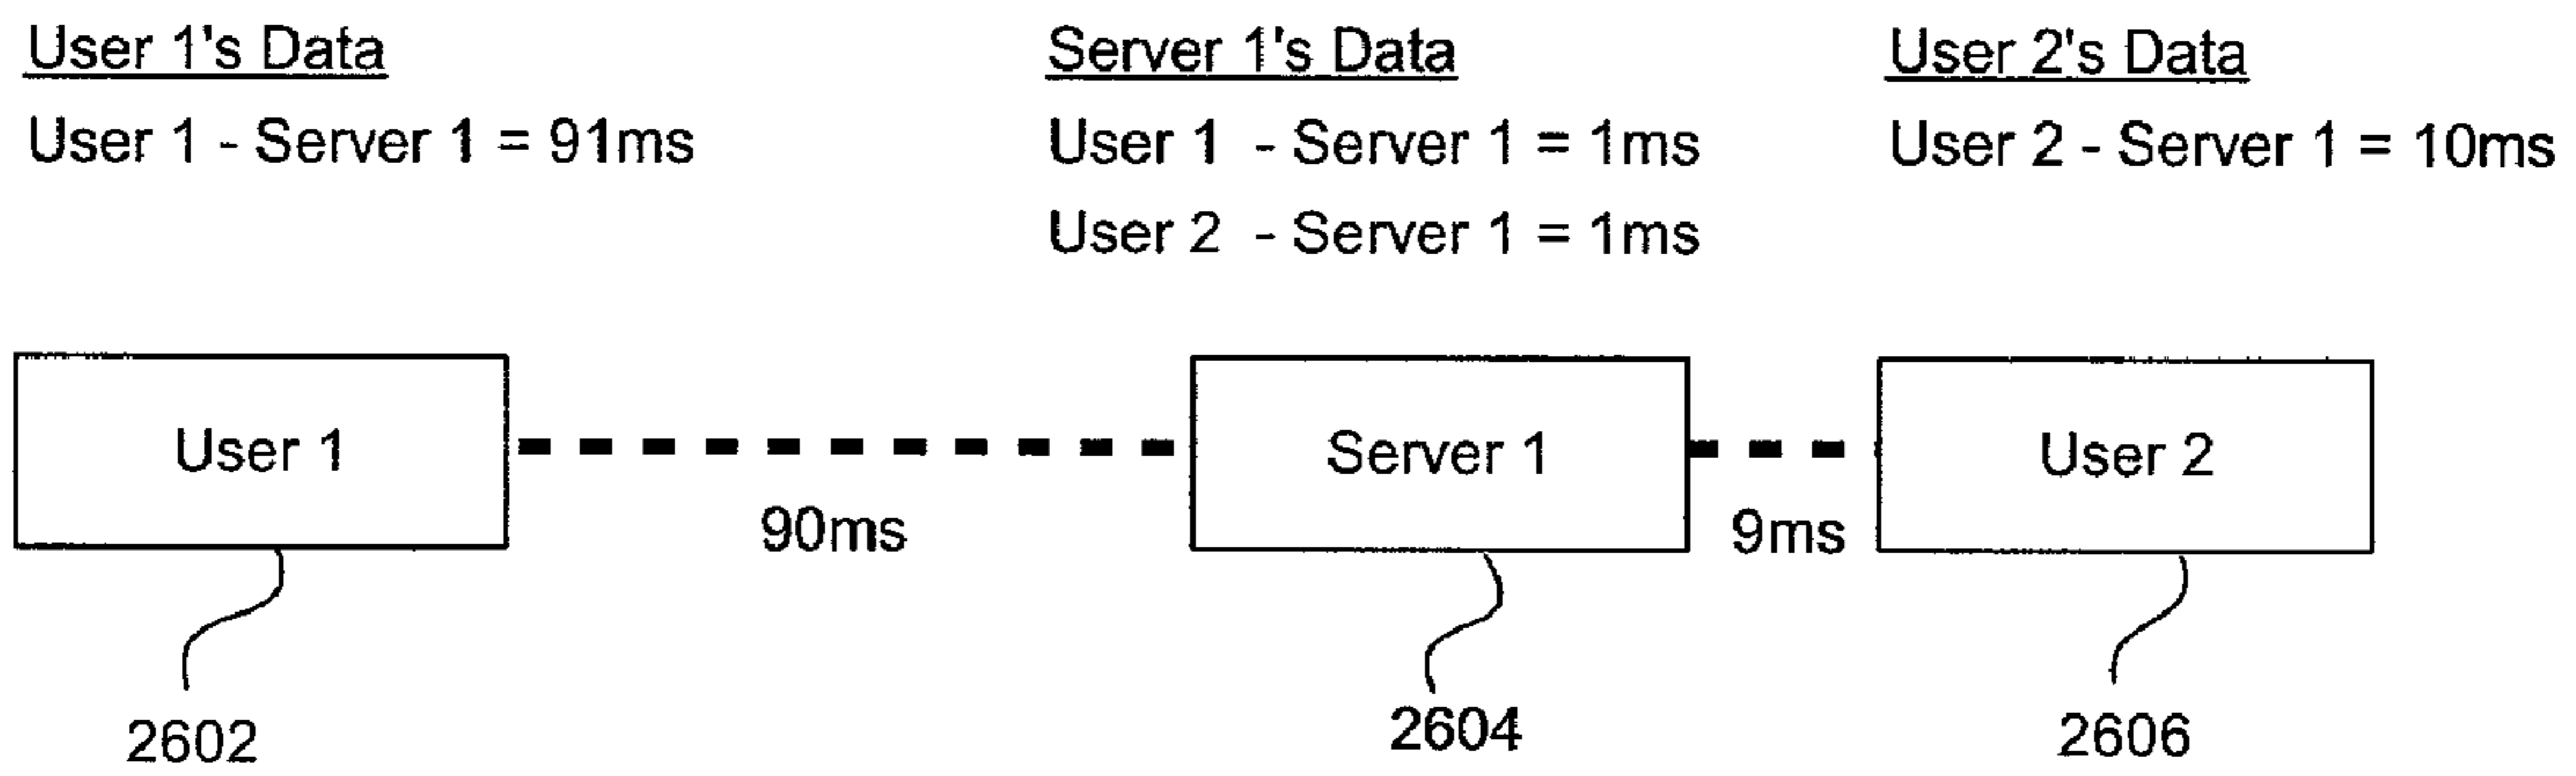 User 1's Data
User 1 - Server 1 = 91ms
Server 1's Data
User 1 - Server 1 = 1ms
User 2 - Server 1 = 1ms
User 2's Data
User 2 - Server 1 = 10ms
User 1
90ms
Server 1
9ms
User 2
2602
2604
2606